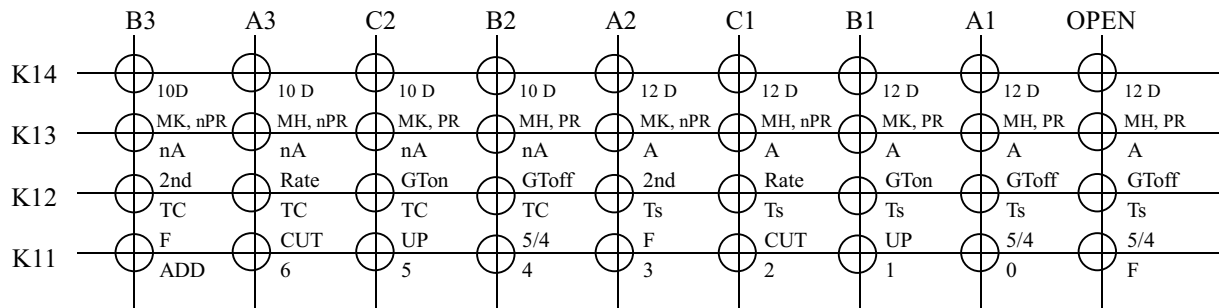 B3 A3 C2 B2 A2 C1 B1 A1 OPEN
K14
10D 10 D 10 D 10 D 12 D 12 D 12 D 12 D 12 D
K13 MK, nPR MH, nPR MK, PR MH, PR MK, nPR MH, nPR MK, PR MH, PR MH, PR
nA nA nA nA A A A A A
K12 2nd Rate GTon GToff 2nd Rate GTon GToff GToff
TC TC TC TC Ts Ts Ts Ts Ts
K11 F CUT UP 5/4 F CUT UP 5/4 5/4
ADD 6 5 4 3 2 1 0 F